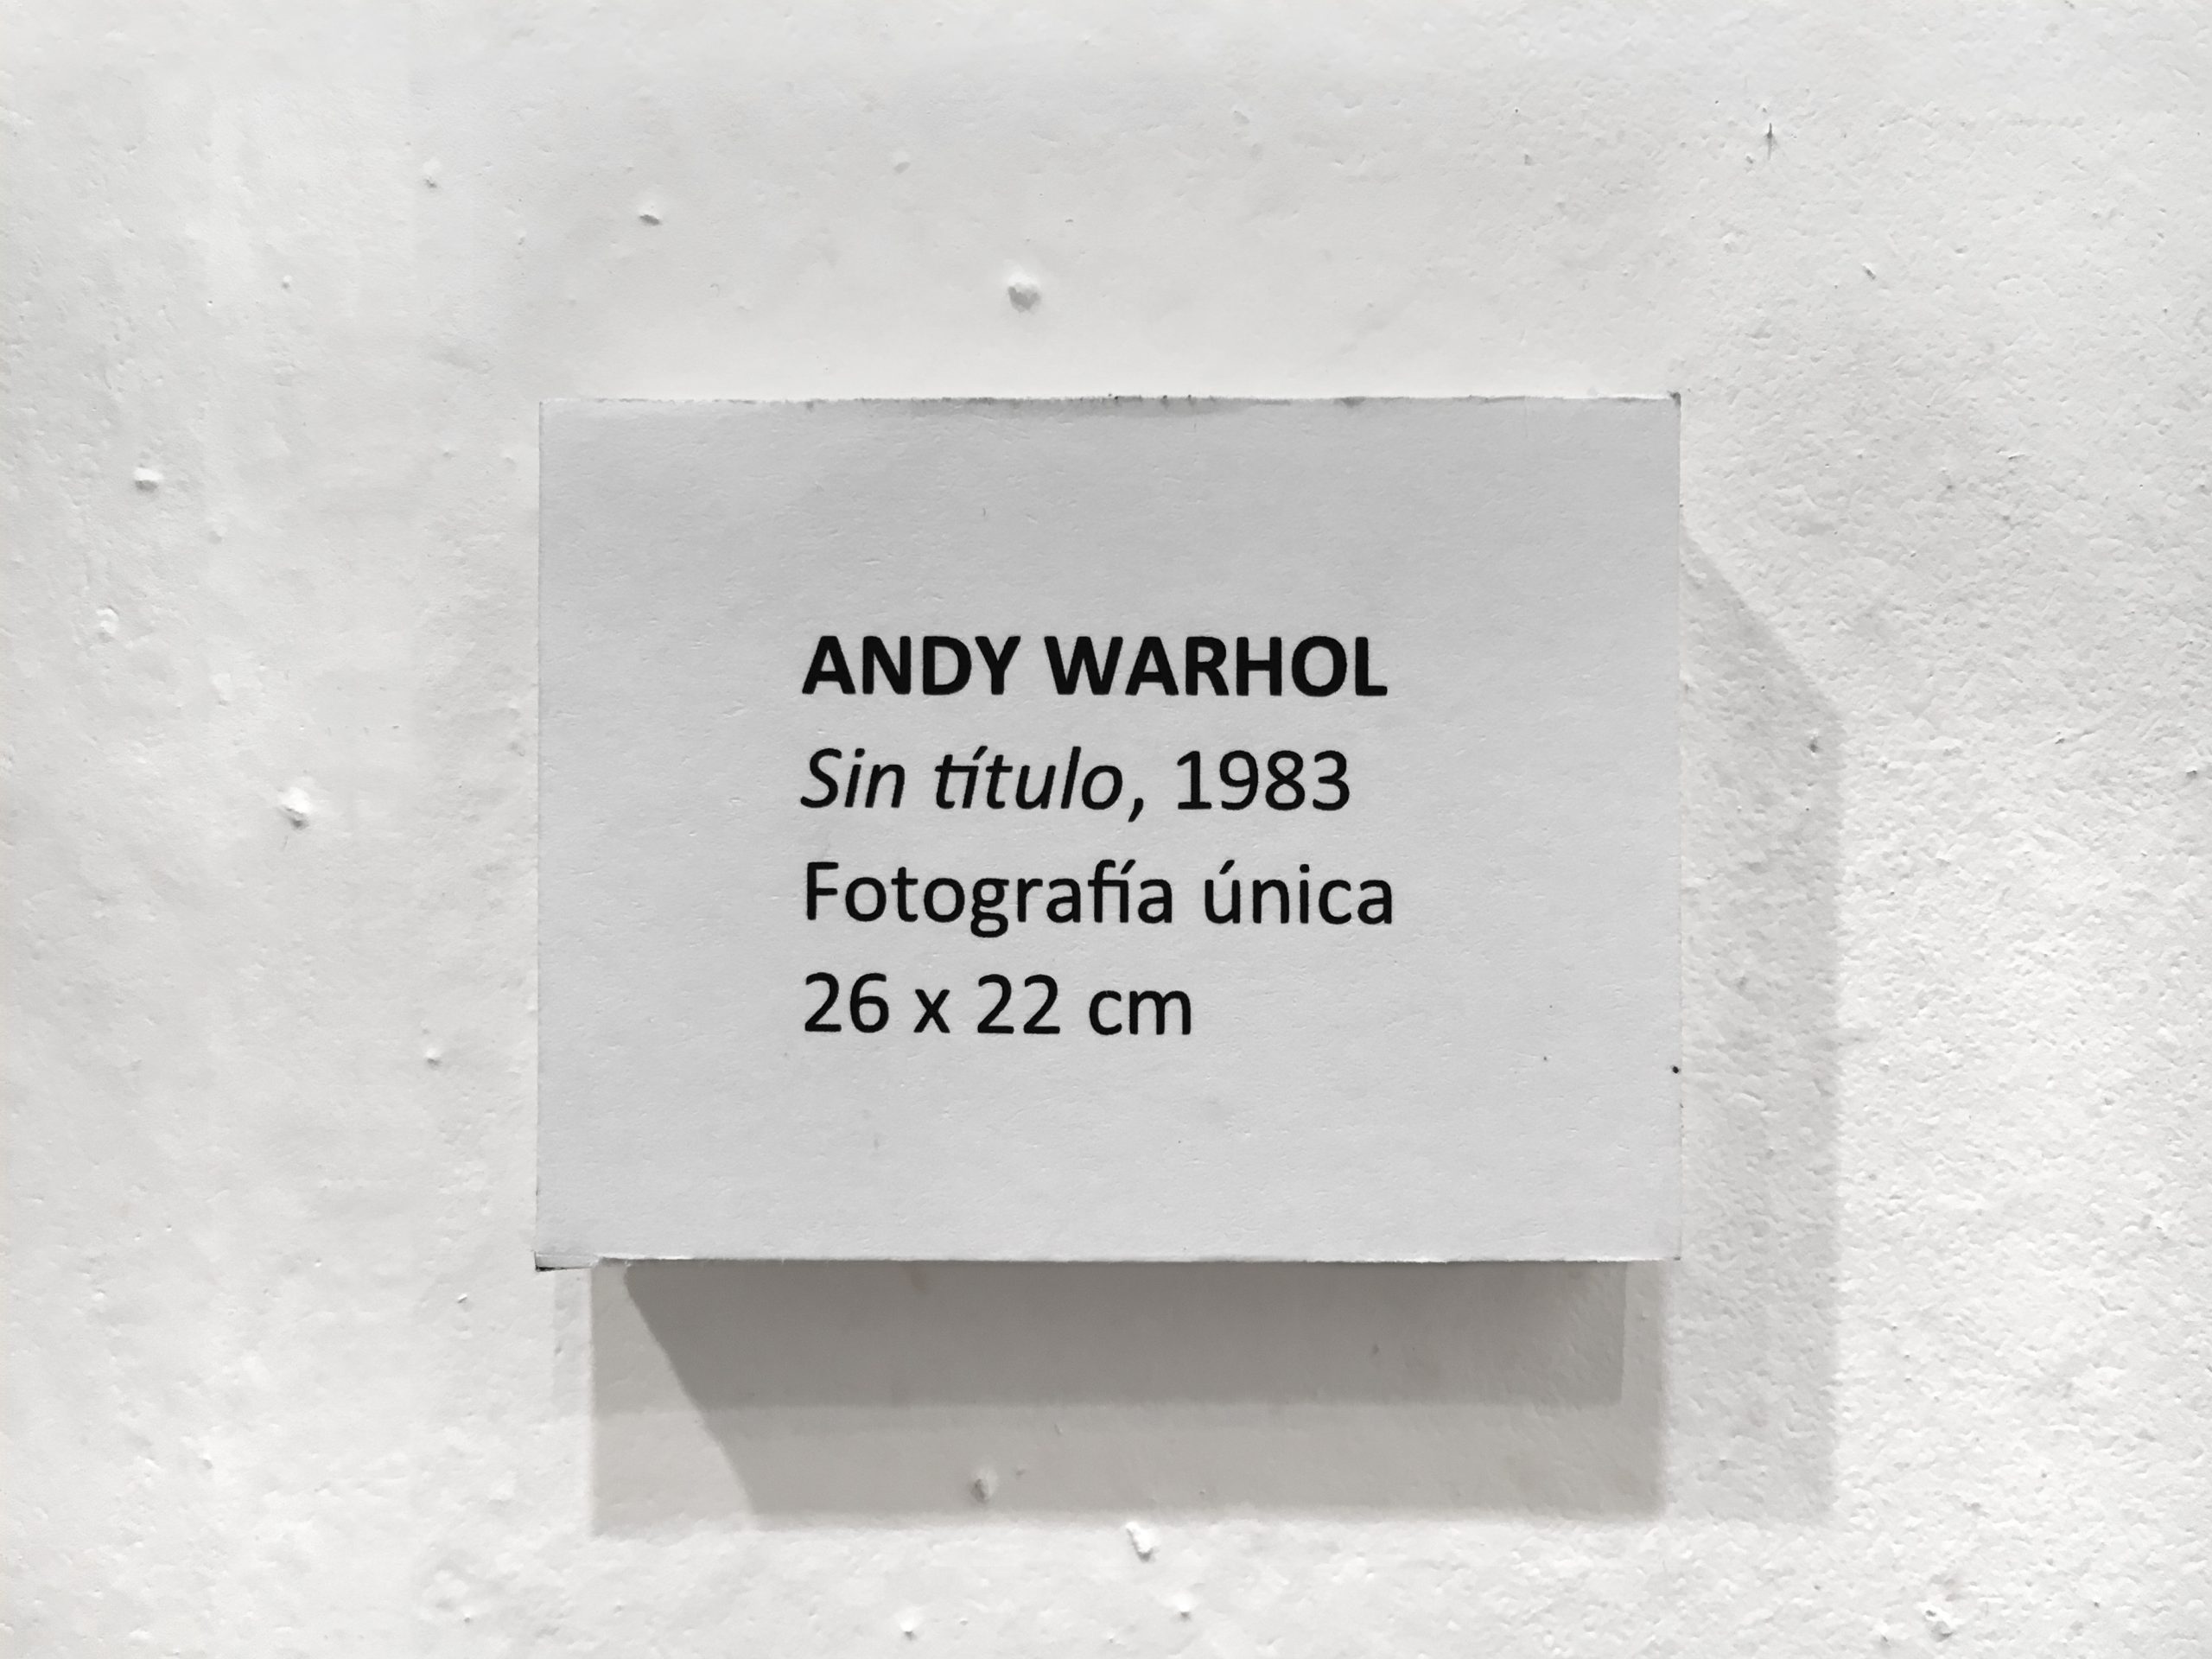 ANDY WARHOL
Sin título, 1983
Fotografía única
26 x 22 cm